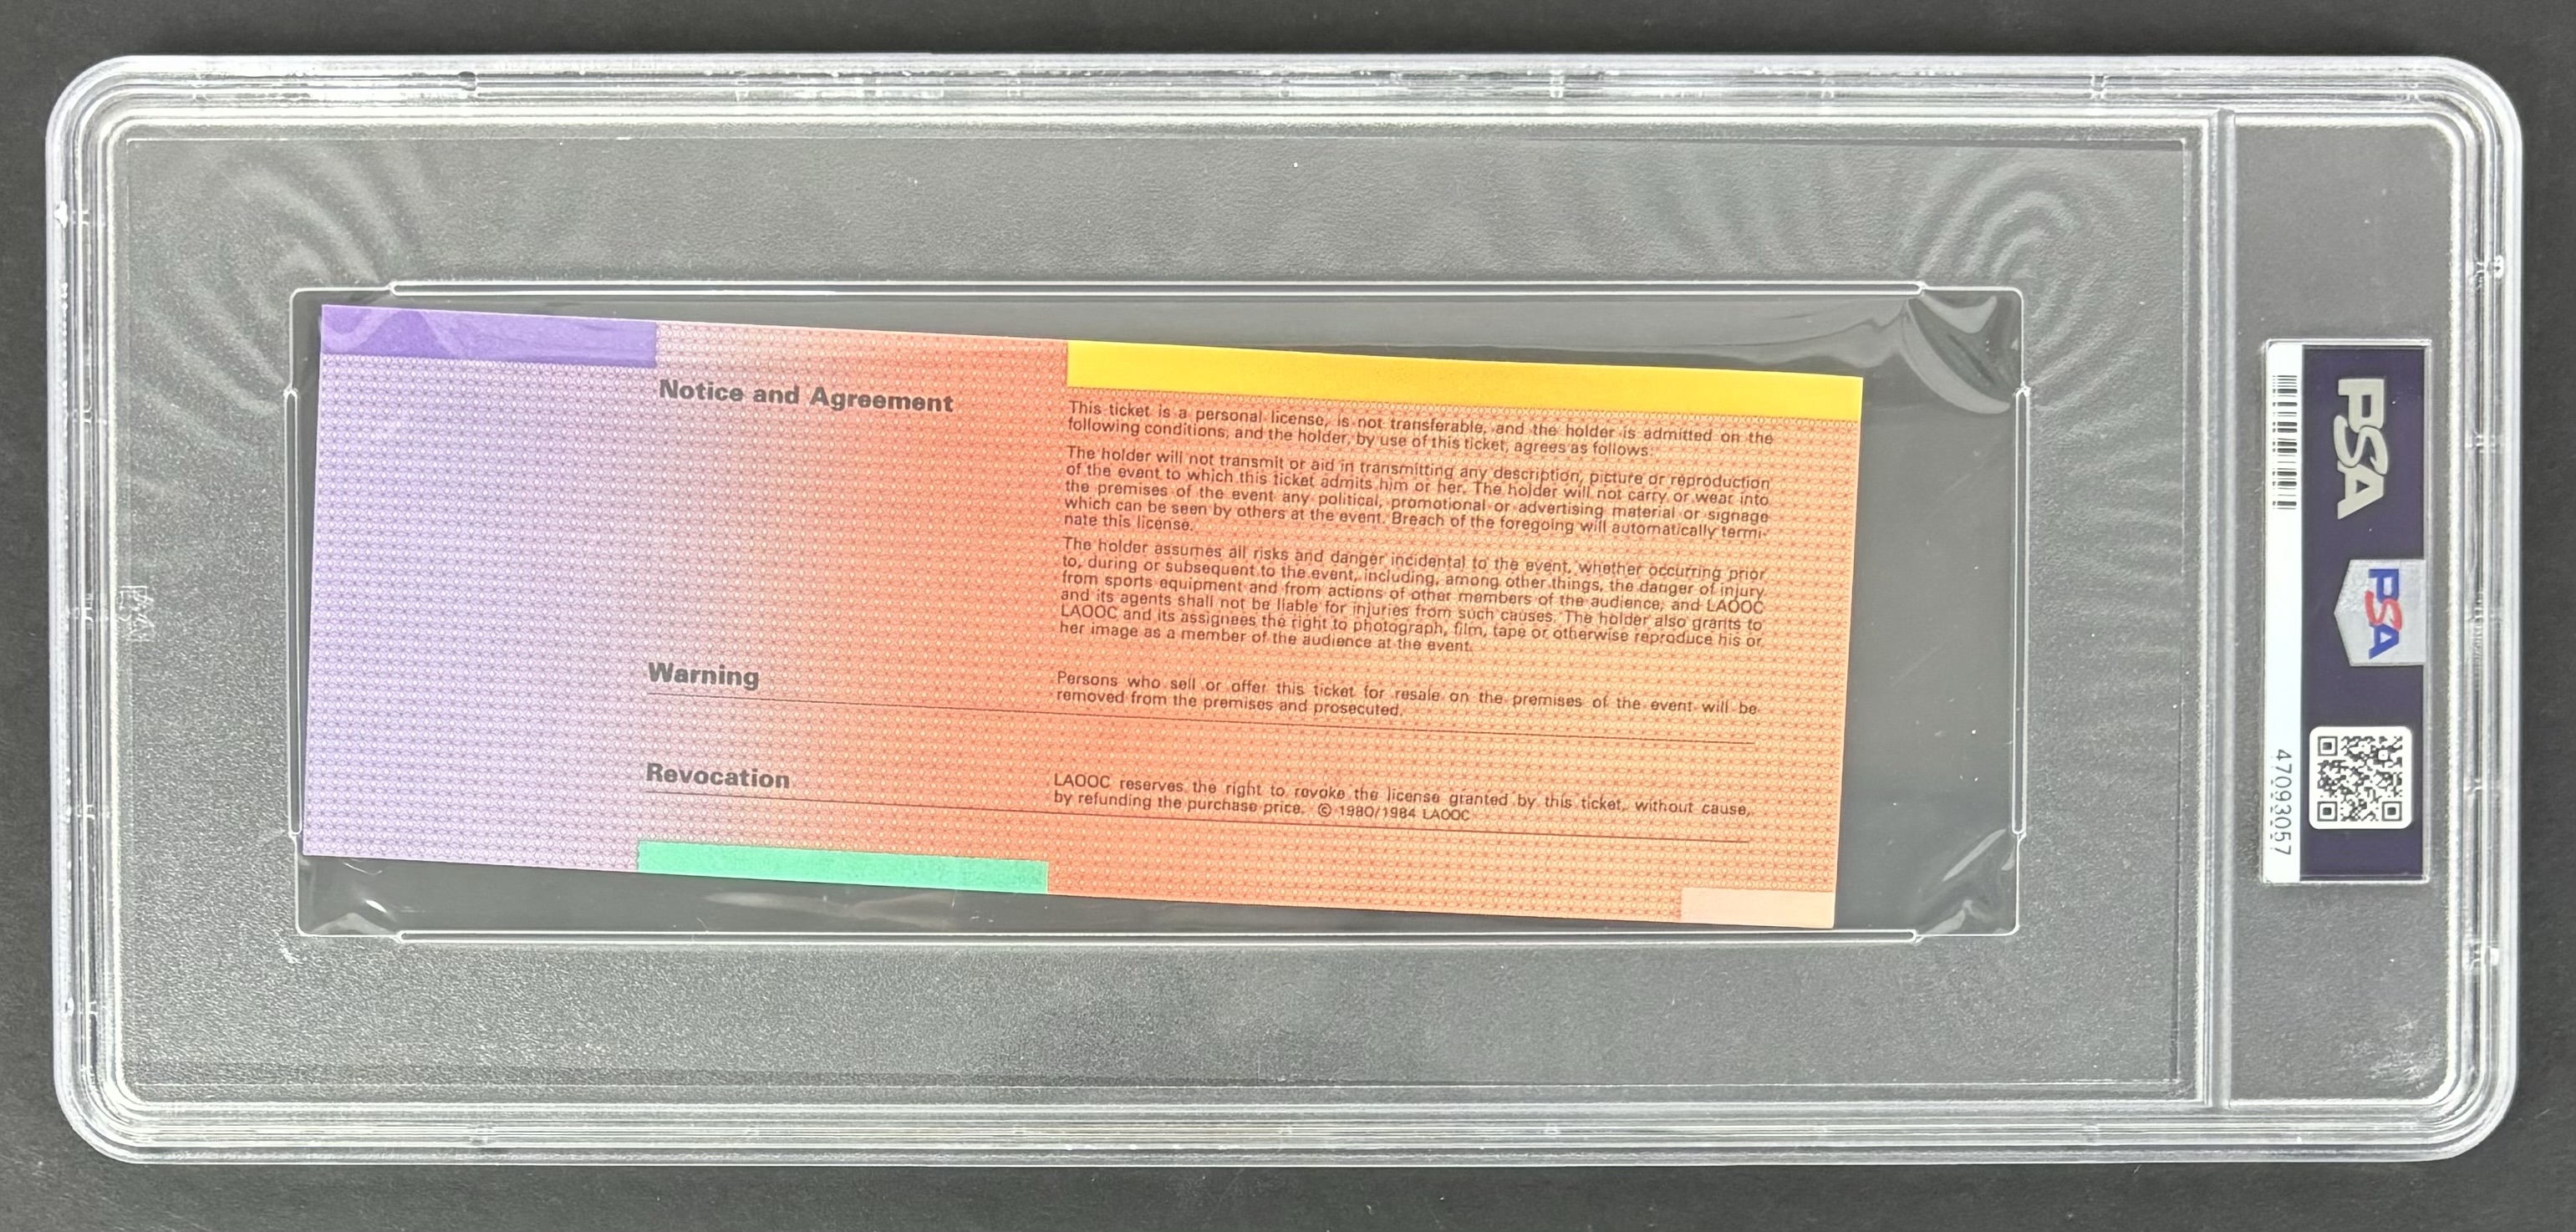 Notice and Agreement
This ticket is a personal license, is not transferable, and the holder is admitted on the
following conditions, and the holder, by use of this ticket, agrees as follows:
The holder will not transmit or aid in transmitting any description, picture or reproduction
of the event to which this ticket admits him or her. The holder will not carry or wear into
the premises of the event any political, promotional or advertising material or signage
which can be seen by others at the event. Breach of the foregoing will automatically termi-
nate this license.
The holder assumes all risks and danger incidental to the event, whether occurring prior
to, during or subsequent to the event, including, among other things, the danger of injury
from sports equipment and from actions of other members of the audience, and LAOOC
and its agents shall not be liable for injuries from such causes. The holder also grants to
LAOOC and its assignees the right to photograph, film, tape or otherwise reproduce his or
her image as a member of the audience at the event.
Warning
Persons who sell or offer this ticket for resale on the premises of the event will be
removed from the premises and prosecuted.
Revocation
LAOOC reserves the right to revoke the license granted by this ticket, without cause,
by refunding the purchase price. © 1980/1984 LAOOC
PSA
PSA
47093057